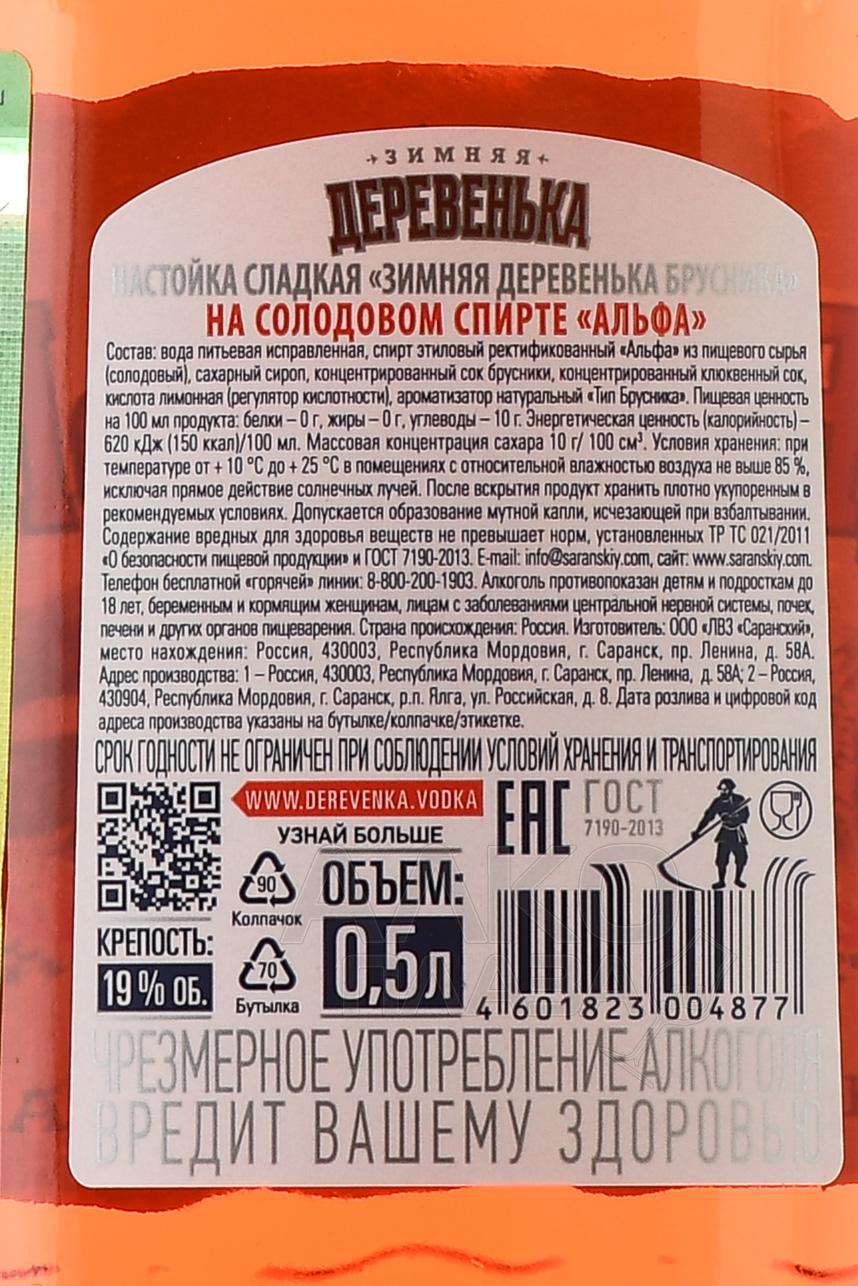 ЗИМНЯЯ
ДЕРЕВЕНЬКА
НАСТОЙКА СЛАДКАЯ «ЗИМНЯЯ ДЕРЕВЕНЬКА БРУСНИКА»
НА СОЛОДОВОМ СПИРТЕ «АЛЬФА»
Состав: вода питьевая исправленная, спирт этиловый ректификованный «Альфа» из пищевого сырья
(солодовый), сахарный сироп, концентрированный сок брусники, концентрированный клюквенный сок,
кислота лимонная (регулятор кислотности), ароматизатор натуральный «Тип Брусника». Пищевая ценность
на 100 мл продукта: белки – 0 г, жиры – 0 г, углеводы – 10 г. Энергетическая ценность (калорийность) –
620 кДж (150 ккал)/100 мл. Массовая концентрация сахара 10 г/ 100 см³. Условия хранения: при
температуре от + 10 °С до + 25 °С в помещениях с относительной влажностью воздуха не выше 85 %,
исключая прямое действие солнечных лучей. После вскрытия продукт хранить плотно укупоренным в
рекомендуемых условиях. Допускается образование мутной капли, исчезающей при взбалтывании.
Содержание вредных для здоровья веществ не превышает норм, установленных ТР ТС 021/2011
«О безопасности пищевой продукции» и ГОСТ 7190-2013. E-mail: info@saranskiy.com, сайт: www.saranskiy.com.
Телефон бесплатной «горячей» линии: 8-800-200-1903. Алкоголь противопоказан детям и подросткам до
18 лет, беременным и кормящим женщинам, лицам с заболеваниями центральной нервной системы, почек,
печени и других органов пищеварения. Страна происхождения: Россия. Изготовитель: ООО «ЛВЗ «Саранский»,
место нахождения: Россия, 430003, Республика Мордовия, г. Саранск, пр. Ленина, д. 58А.
Адрес производства: 1 – Россия, 430003, Республика Мордовия, г. Саранск, пр. Ленина, д. 58А; 2 – Россия,
430904, Республика Мордовия, г. Саранск, р.п. Ялга, ул. Российская, д. 8. Дата розлива и цифровой код
адреса производства указаны на бутылке/колпачке/этикетке.
СРОК ГОДНОСТИ НЕ ОГРАНИЧЕН ПРИ СОБЛЮДЕНИИ УСЛОВИЙ ХРАНЕНИЯ И ТРАНСПОРТИРОВАНИЯ
WWW.DEREVENKA.VODKA
УЗНАЙ БОЛЬШЕ
EAC
ГОСТ
7190-2013
90
Колпачок
70
Бутылка
КРЕПОСТЬ:
19 % ОБ.
ОБЪЕМ:
0,5 л
4 601823 004877
ЧРЕЗМЕРНОЕ УПОТРЕБЛЕНИЕ АЛКОГОЛЯ
ВРЕДИТ ВАШЕМУ ЗДОРОВЬЮ